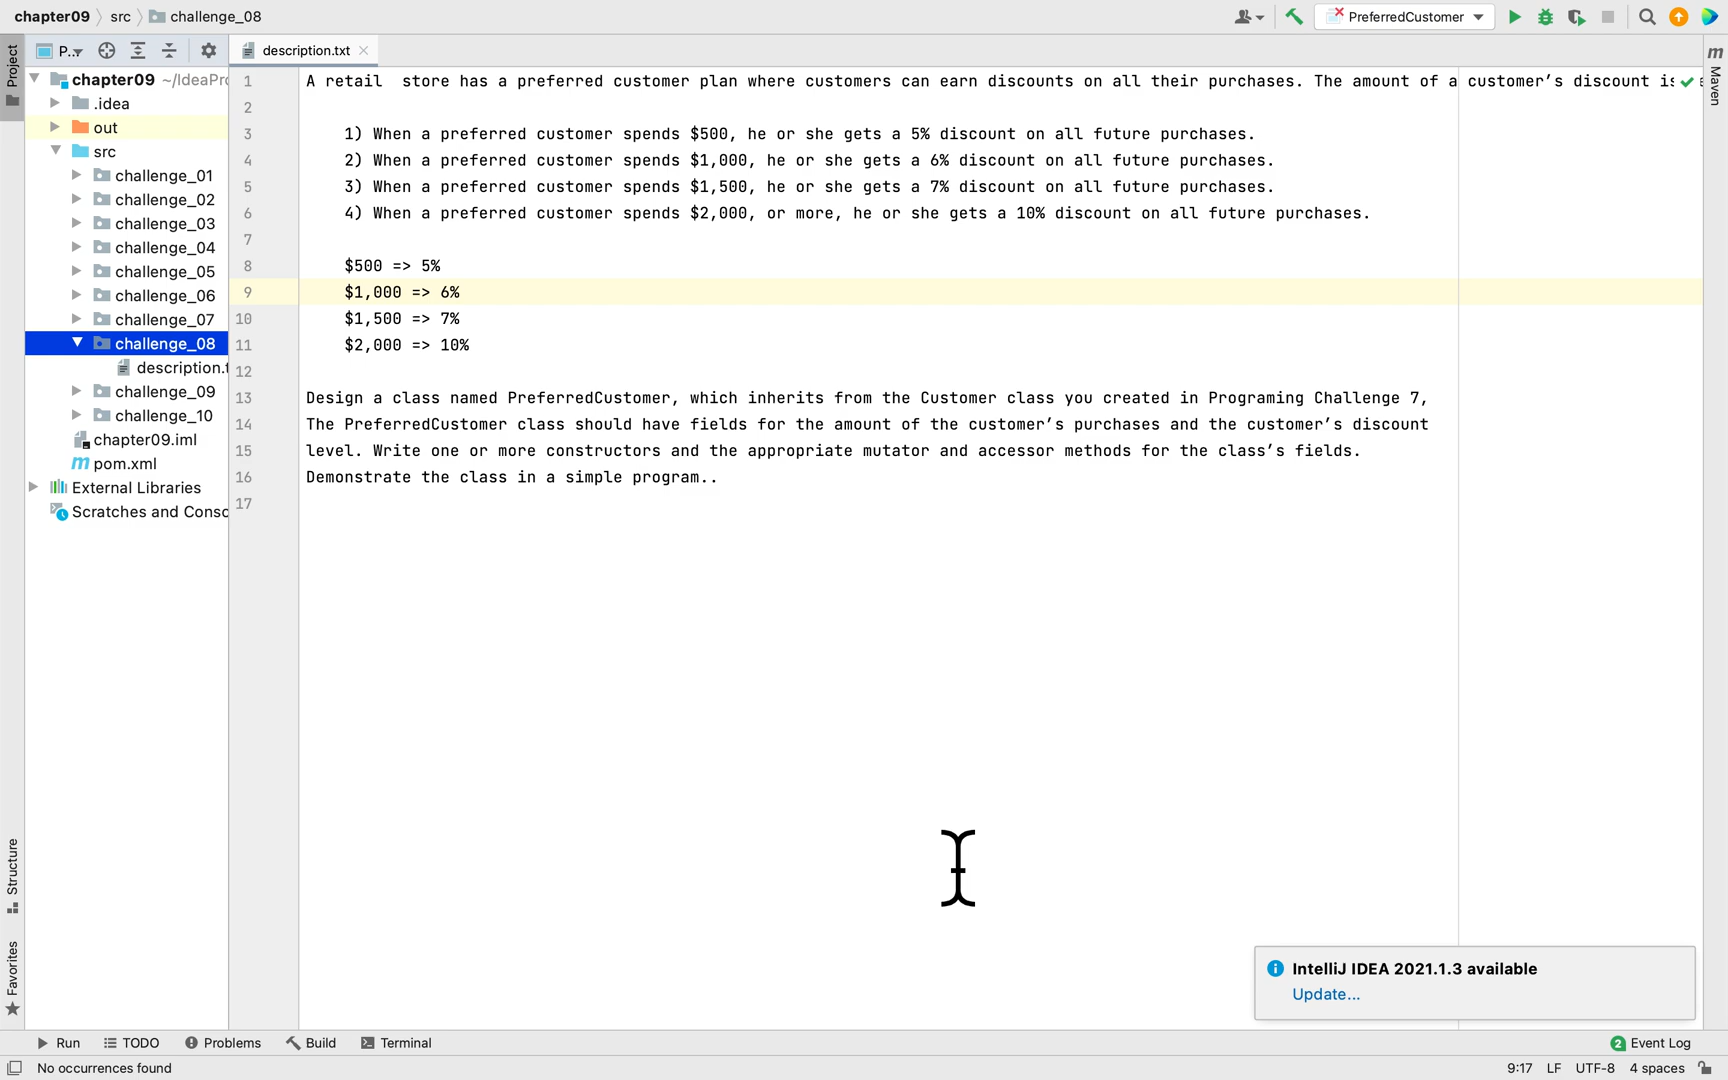 chapter09 src challenge_08
PreferredCustomer
Project
P..
description.txt
m
Maven
chapter09 ~/IdeaPro
.idea
out
src
challenge_01
challenge_02
challenge_03
challenge_04
challenge_05
challenge_06
challenge_07
challenge_08
description.t
challenge_09
challenge_10
chapter09.iml
m pom.xml
External Libraries
Scratches and Consc
1 A retail  store has a preferred customer plan where customers can earn discounts on all their purchases. The amount of a customer’s discount is
2
3 1) When a preferred customer spends $500, he or she gets a 5% discount on all future purchases.
4 2) When a preferred customer spends $1,000, he or she gets a 6% discount on all future purchases.
5 3) When a preferred customer spends $1,500, he or she gets a 7% discount on all future purchases.
6 4) When a preferred customer spends $2,000, or more, he or she gets a 10% discount on all future purchases.
7
8 $500 => 5%
9 $1,000 => 6%
10 $1,500 => 7%
11 $2,000 => 10%
12
13 Design a class named PreferredCustomer, which inherits from the Customer class you created in Programing Challenge 7,
14 The PreferredCustomer class should have fields for the amount of the customer’s purchases and the customer’s discount
15 level. Write one or more constructors and the appropriate mutator and accessor methods for the class’s fields.
16 Demonstrate the class in a simple program..
17
Structure
Favorites
IntelliJ IDEA 2021.1.3 available
Update...
Run TODO Problems Build Terminal 2 Event Log
No occurrences found 9:17 LF UTF-8 4 spaces